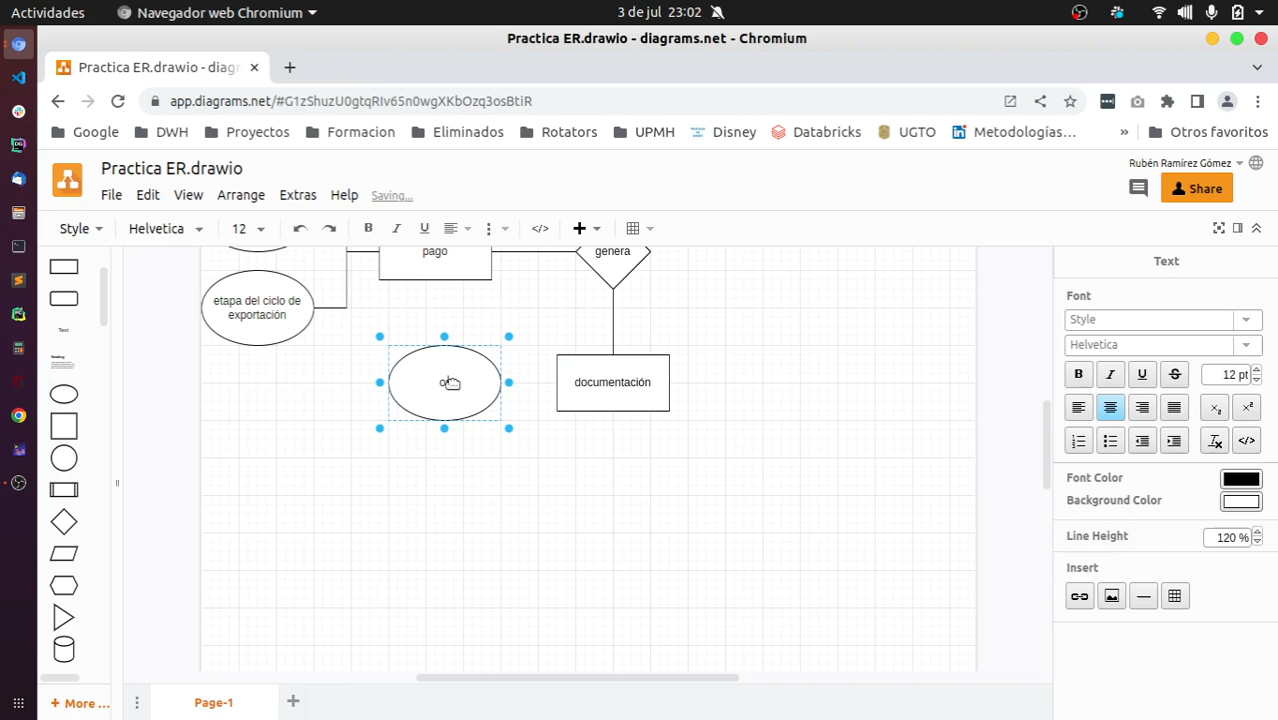 Actividades
Navegador web Chromium
3 de jul 23:02
Practica ER.drawio - diagrams.net - Chromium
Practica ER.drawio - diagr
app.diagrams.net/#G1zShuzU0gtqRIv65n0wgXKbOzq3osBtiR
Google
DWH
Proyectos
Formacion
Eliminados
Rotators
UPMH
Disney
Databricks
UGTO
Metodologías...
»
Otros favoritos
Practica ER.drawio
Rubén Ramírez Gómez
File
Edit
View
Arrange
Extras
Help
Saving...
Share
Style
Helvetica
12
B
I
U
Text
Heading
pago
genera
etapa del ciclo de
exportación
documentación
Text
Font
Style
Helvetica
B
I
U
S
12 pt
Font Color
Background Color
Line Height
120 %
Insert
+ More ...
Page-1